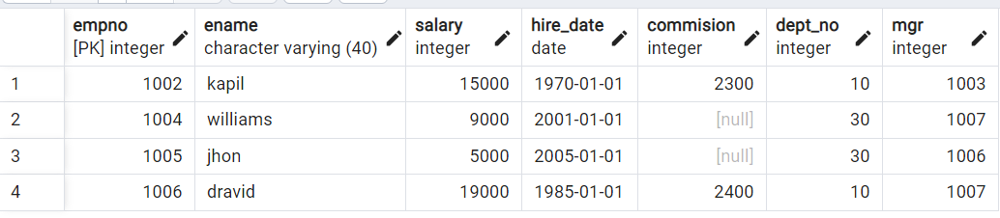 empno ename salary hire_date commision dept_no mgr
[PK] integer character varying (40) integer date integer integer integer
1 1002 kapil 15000 1970-01-01 2300 10 1003
2 1004 williams 9000 2001-01-01 [null] 30 1007
3 1005 jhon 5000 2005-01-01 [null] 30 1006
4 1006 dravid 19000 1985-01-01 2400 10 1007